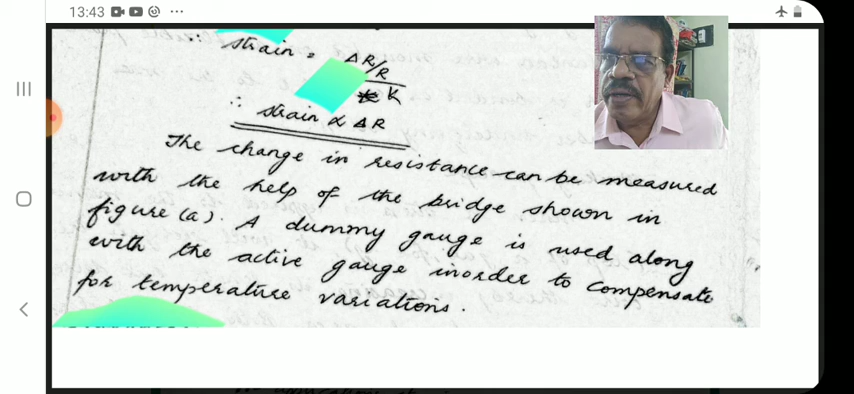 13:43
strain = ΔR/R
K
∴ strain ∝ ΔR
The change in resistance can be measured
with the help of the bridge shown in
figure (a). A dummy gauge is used along
with the active gauge inorder to compensate
for temperature variations.